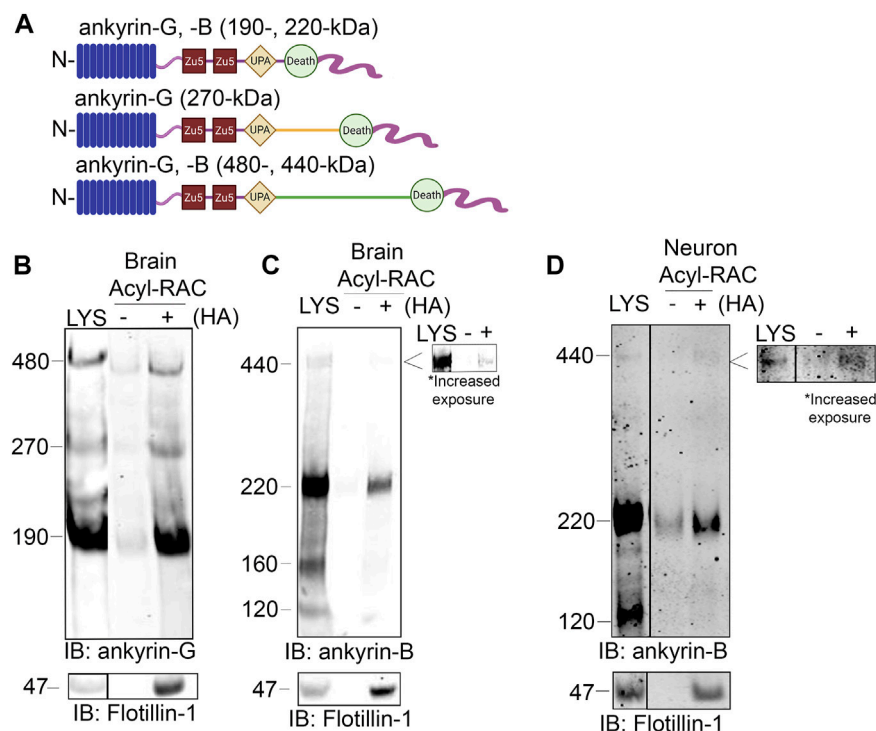 A
ankyrin-G, -B (190-, 220-kDa)
N- Zu5 Zu5 UPA Death
ankyrin-G (270-kDa)
N- Zu5 Zu5 UPA Death
ankyrin-G, -B (480-, 440-kDa)
N- Zu5 Zu5 UPA Death
B
Brain
Acyl-RAC
LYS - + (HA)
480
270
190
IB: ankyrin-G
47
IB: Flotillin-1
C
Brain
Acyl-RAC
LYS - + (HA)
LYS - +
440
*Increased
exposure
220
160
120
IB: ankyrin-B
47
IB: Flotillin-1
D
Neuron
Acyl-RAC
LYS - + (HA)
LYS - +
440
*Increased
exposure
220
120
IB: ankyrin-B
47
IB: Flotillin-1